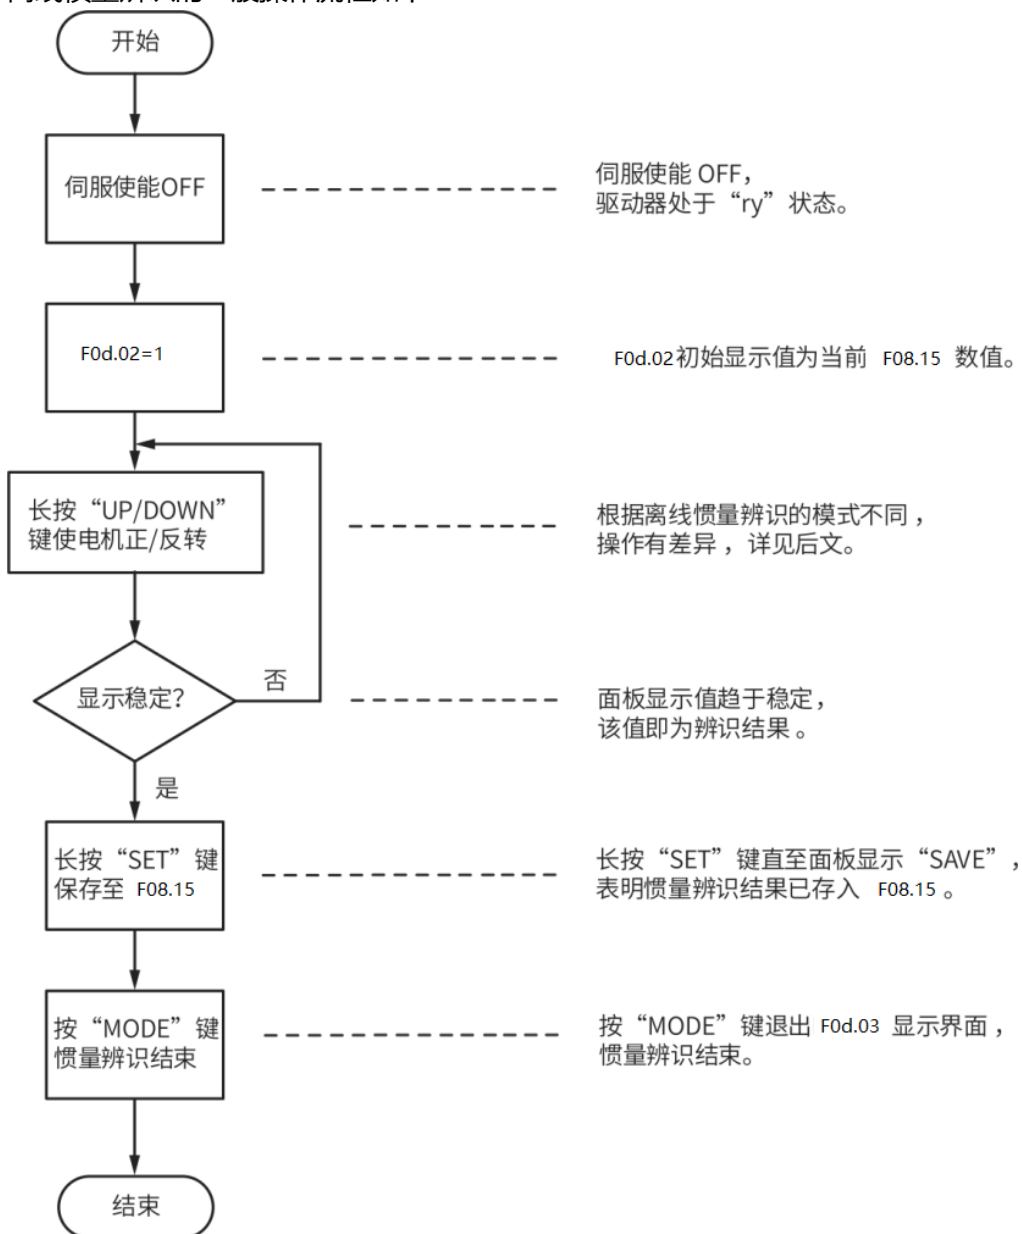 开始
伺服使能OFF
伺服使能 OFF，
驱动器处于“ry”状态。
F0d.02=1
F0d.02初始显示值为当前 F08.15 数值。
长按“UP/DOWN”
键使电机正/反转
根据离线惯量辨识的模式不同，
操作有差异，详见后文。
显示稳定？
否
面板显示值趋于稳定，
该值即为辨识结果。
是
长按“SET”键
保存至 F08.15
长按“SET”键直至面板显示“SAVE”，
表明惯量辨识结果已存入 F08.15 。
按“MODE”键
惯量辨识结束
按“MODE”键退出 F0d.03 显示界面，
惯量辨识结束。
结束